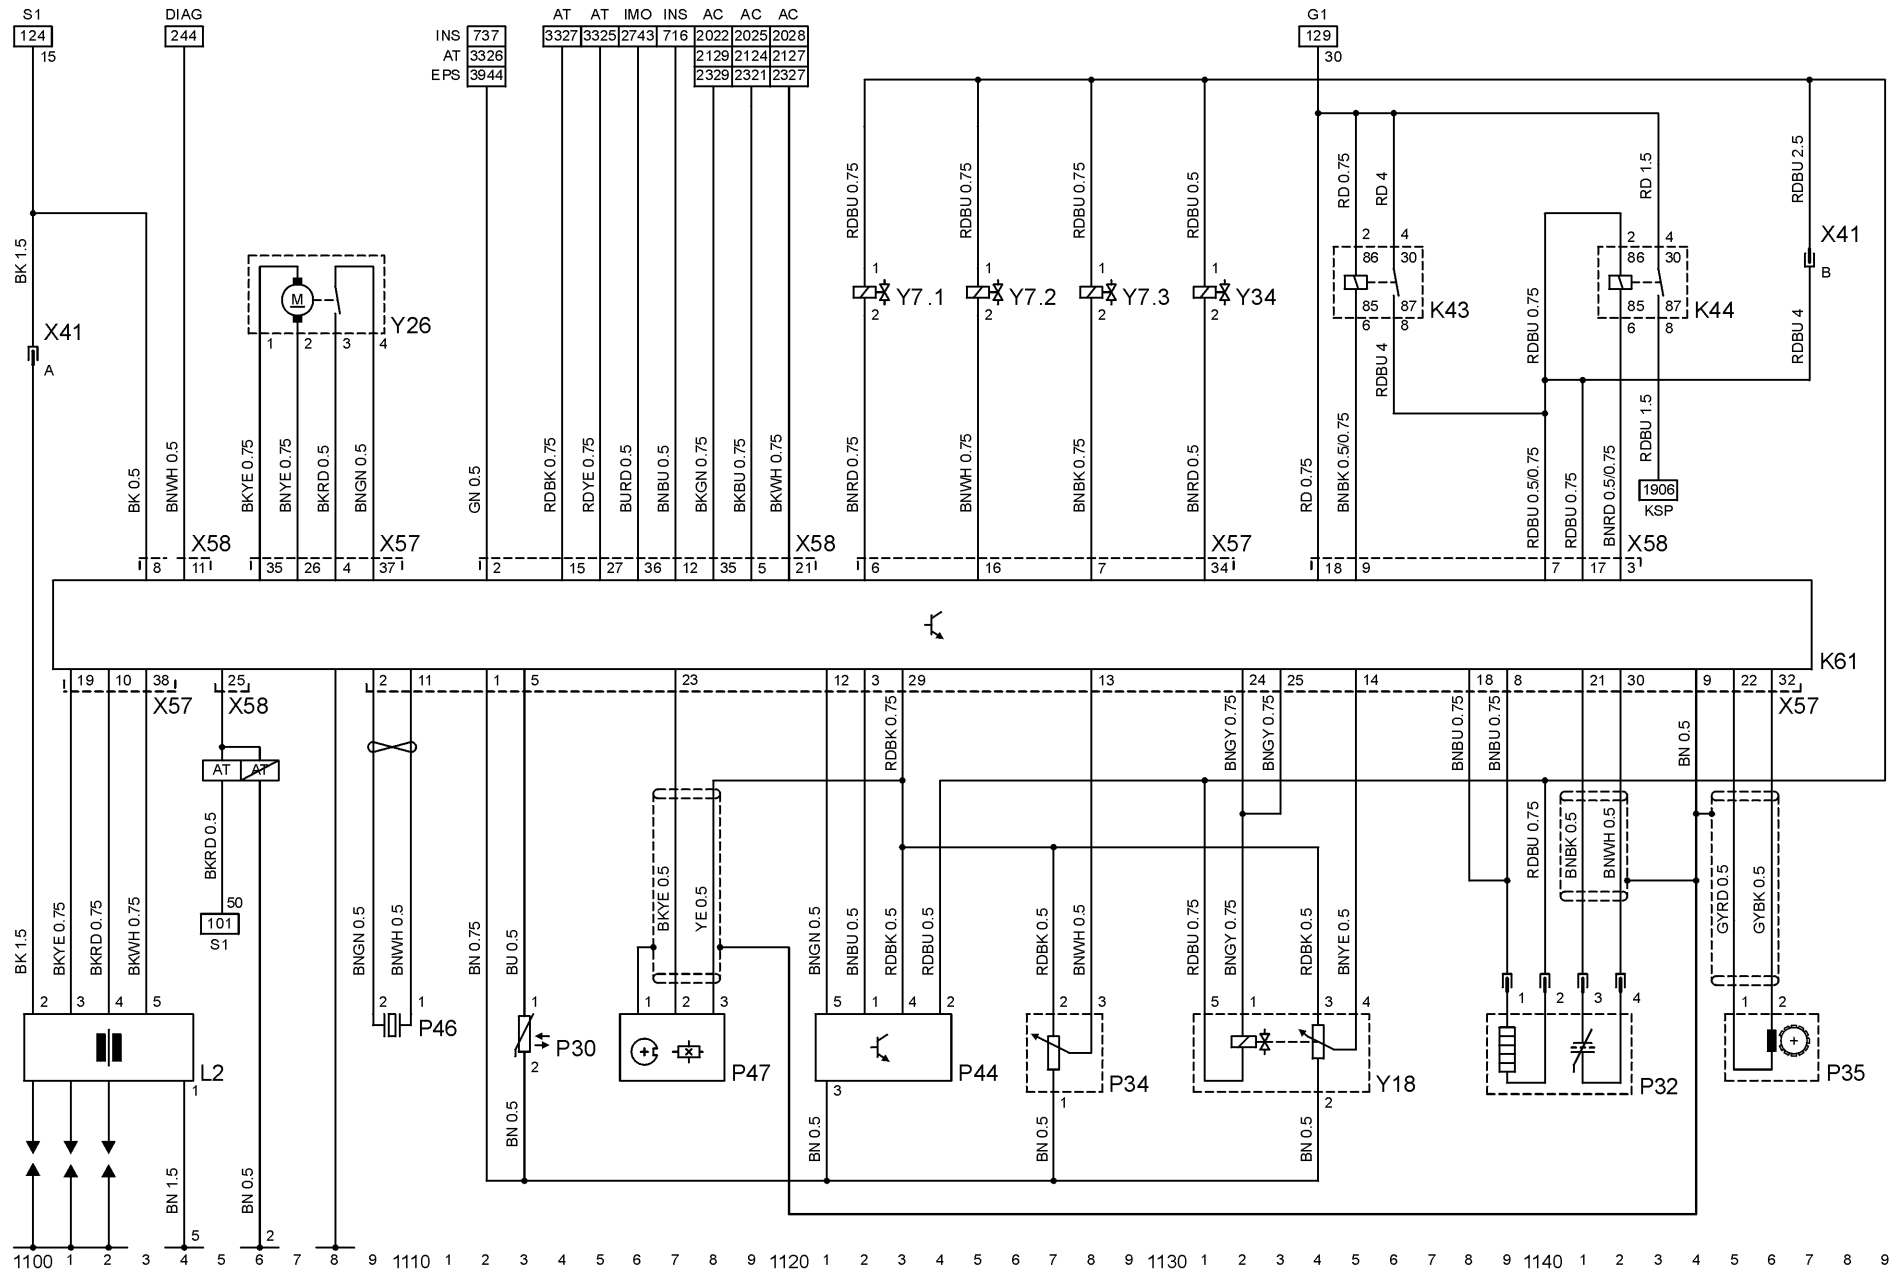 S1 DIAG AT AT IMO INS AC AC AC G1
124 244 INS 737 3327 3325 2743 716 2022 2025 2028 129
15 AT 3326 2129 2124 2127 30
EPS 3944 2329 2321 2327
BK 1.5 RDBU 0.75 RDBU 0.75 RDBU 0.75 RDBU 0.5 RD 0.75 RD 4 RD 1.5 RDBU 2.5
2 4 2 4 X41
86 30 86 30 B
1 1 1 1
M Y7.1 Y7.2 Y7.3 Y34
85 87 K43 85 87 K44
2 2 2 2
X41 Y26 6 8 6 8
A 1 2 3 4 RDBU 4 RDBU 0.75 RDBU 4
BK 0.5 BNWH 0.5 BKYE 0.75 BNYE 0.75 BKRD 0.5 BNGN 0.5 GN 0.5 RDBK 0.75 RDYE 0.75 BURD 0.5 BNBU 0.5 BKGN 0.75 BKBU 0.75 BKWH 0.75 BNRD 0.75 BNWH 0.75 BNBK 0.75 BNRD 0.5 RD 0.75 BNBK 0.5/0.75 RDBU 0.5/0.75 RDBU 0.75 BNRD 0.5/0.75 RDBU 1.5
1906
KSP
X58 X57 X58 X57 X58
8 11 35 26 4 37 2 15 27 36 12 35 5 21 6 16 7 34 18 9 7 17 3
K61
19 10 38 25 2 11 1 5 23 12 3 29 13 24 25 14 18 8 21 30 9 22 32
X57 X58 X57
RDBK 0.75 BNGY 0.75 BNGY 0.75 BNBU 0.75 BNBU 0.75 BN 0.5
AT AT
BKRD 0.5 BKYE 0.5 YE 0.5 RDBU 0.75 BNBK 0.5 BNWH 0.5 GYRD 0.5 GYBK 0.5
50
101
S1
BK 1.5 BKYE 0.75 BKRD 0.75 BKWH 0.75 BNGN 0.5 BNWH 0.5 BN 0.75 BU 0.5 BNGN 0.5 BNBU 0.5 RDBK 0.5 RDBU 0.5 RDBK 0.5 BNWH 0.5 RDBU 0.75 BNGY 0.75 RDBK 0.5 BNYE 0.5
2 3 4 5 2 1 1 1 2 3 5 1 4 2 2 3 5 1 3 4 1 2 3 4 1 2
P46 P30
L2 P47 P44 P34 Y18 P32 P35
1 2 3 1 2
BN 1.5 BN 0.5 BN 0.5 BN 0.5 BN 0.5 BN 0.5
5 2
1100 1 2 3 4 5 6 7 8 9 1110 1 2 3 4 5 6 7 8 9 1120 1 2 3 4 5 6 7 8 9 1130 1 2 3 4 5 6 7 8 9 1140 1 2 3 4 5 6 7 8 9